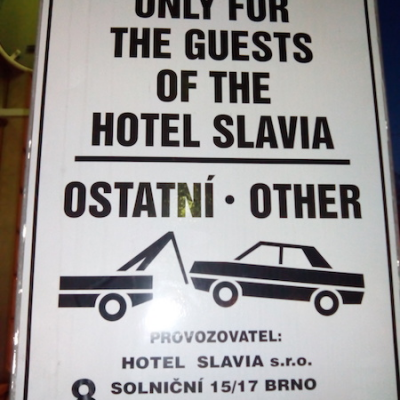 ONLY FOR
THE GUESTS
OF THE
HOTEL SLAVIA
OSTATNÍ · OTHER
PROVOZOVATEL:
HOTEL SLAVIA s.r.o.
SOLNIČNÍ 15/17 BRNO